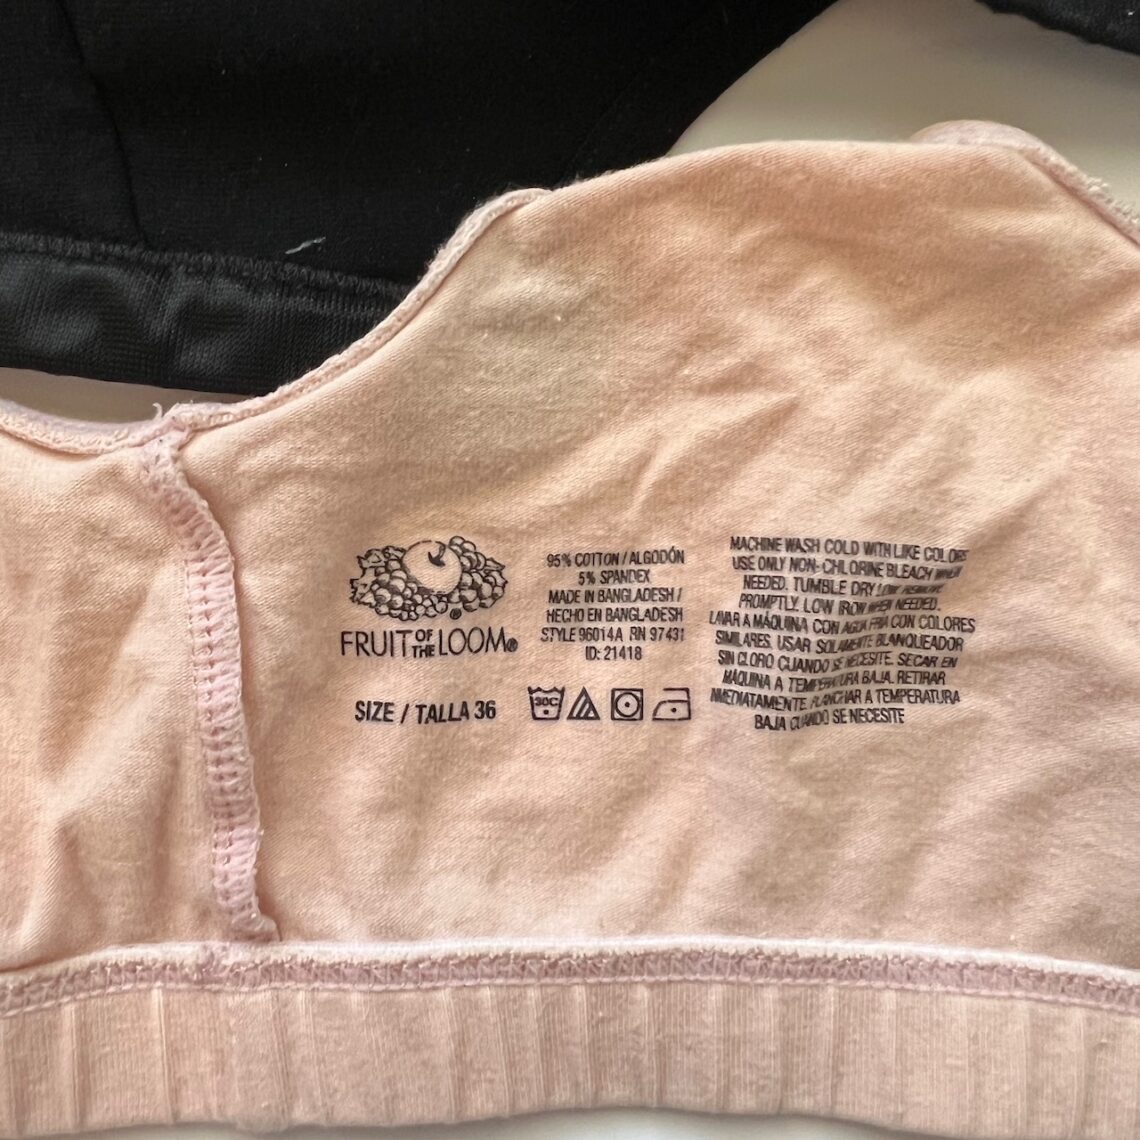 FRUIT OF THE LOOM®
SIZE / TALLA 36
95% COTTON / ALGODÓN
5% SPANDEX
MADE IN BANGLADESH /
HECHO EN BANGLADESH
STYLE 96014A RN 97431
ID: 21418
30C
MACHINE WASH COLD WITH LIKE COLORS
USE ONLY NON-CHLORINE BLEACH WHEN
NEEDED. TUMBLE DRY LOW REMOVE
PROMPTLY. LOW IRON WHEN NEEDED.
LAVAR A MÁQUINA CON AGUA FRIA CON COLORES
SIMILARES. USAR SOLAMENTE BLANQUEADOR
SIN CLORO CUANDO SE NECESITE. SECAR EN
MÁQUINA A TEMPERATURA BAJA. RETIRAR
INMEDIATAMENTE. PLANCHAR A TEMPERATURA
BAJA CUANDO SE NECESITE